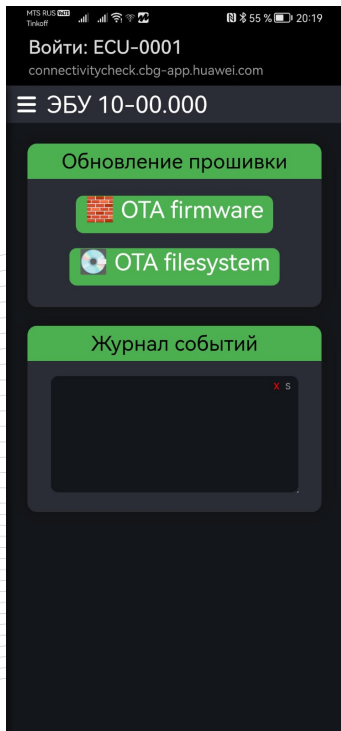 MTS RUS VoLTE
Tinkoff
55 % 20:19
Войти: ECU-0001
connectivitycheck.cbg-app.huawei.com
ЭБУ 10-00.000
Обновление прошивки
OTA firmware
OTA filesystem
Журнал событий
X S